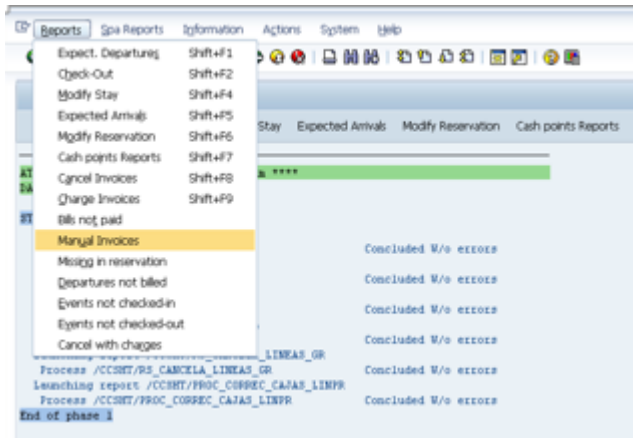 Reports Spa Reports Information Actions System Help
Expect. Departures Shift+F1
Check-Out Shift+F2
Modify Stay Shift+F4
Expected Arrivals Shift+F5
Modify Reservation Shift+F6
Cash points Reports Shift+F7
Cancel Invoices Shift+F8
Charge Invoices Shift+F9
Bills not paid
Manual Invoices
Missing in reservation
Departures not billed
Events not checked-in
Events not checked-out
Cancel with charges
Stay Expected Arrivals Modify Reservation Cash points Reports
****
Concluded W/o errors
Concluded W/o errors
Concluded W/o errors
Concluded W/o errors
Process /CCSHT/RS_CANCELA_LINEAS_GR Concluded W/o errors
Launching report /CCSHT/PROC_CORREC_CAJAS_LINPR
Process /CCSHT/PROC_CORREC_CAJAS_LINPR Concluded W/o errors
End of phase 1